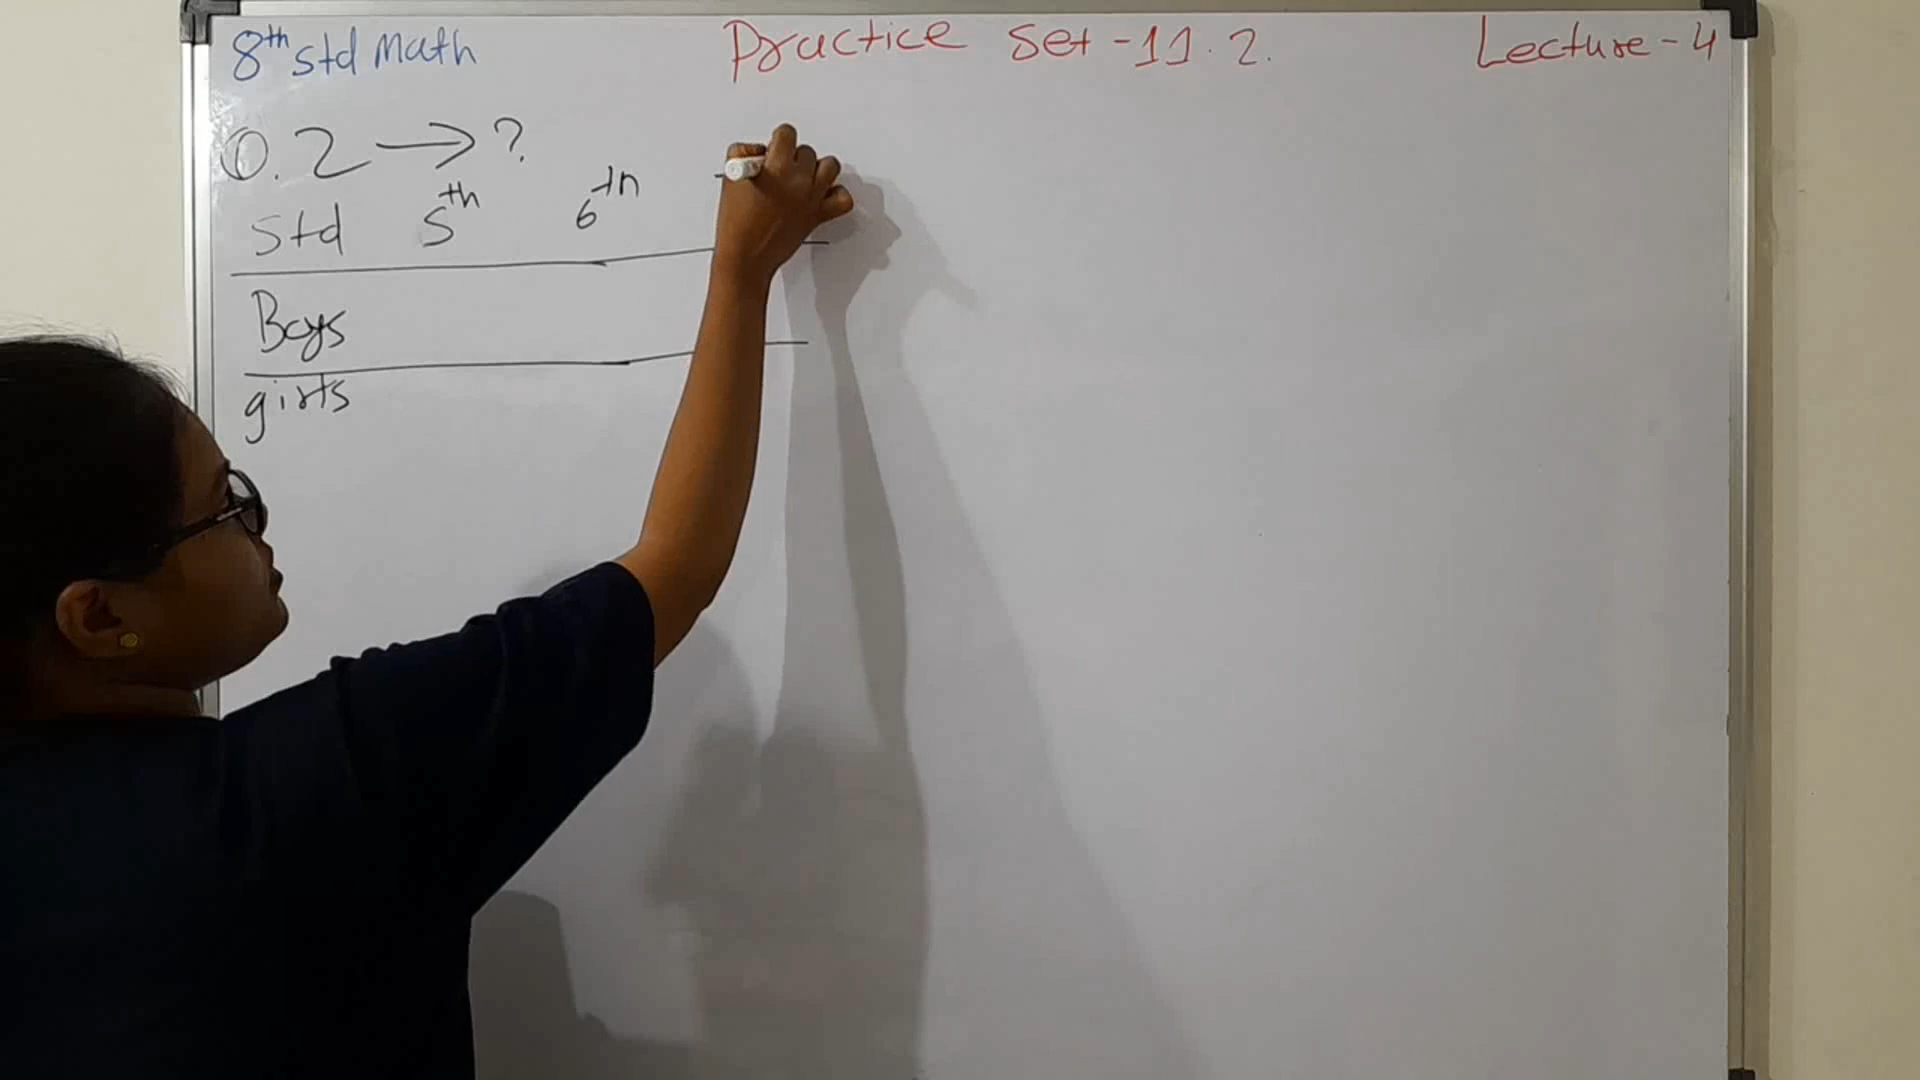 8th std Math Practice Set - 11.2. Lecture - 4
Q.2 → ?
Std 5th 6th
Boys
girls